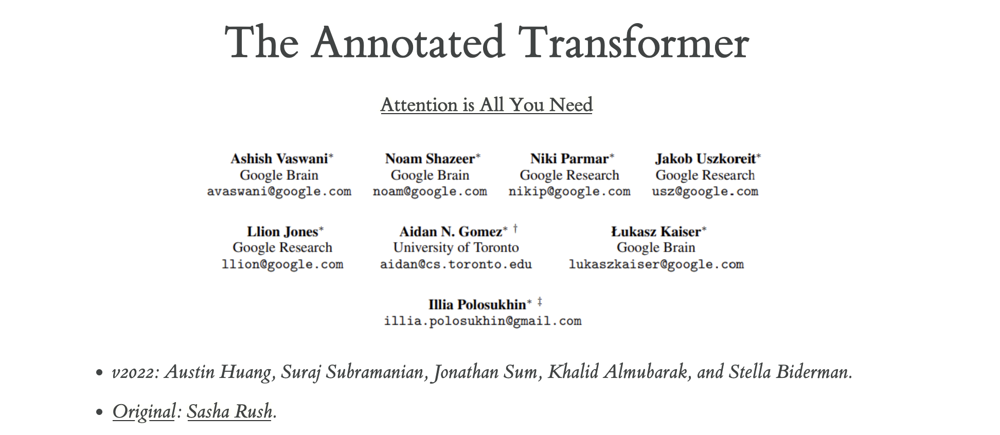 The Annotated Transformer
Attention is All You Need
Ashish Vaswani* Noam Shazeer* Niki Parmar* Jakob Uszkoreit*
Google Brain Google Brain Google Research Google Research
avaswani@google.com noam@google.com nikip@google.com usz@google.com
Llion Jones* Aidan N. Gomez* † Łukasz Kaiser*
Google Research University of Toronto Google Brain
llion@google.com aidan@cs.toronto.edu lukaszkaiser@google.com
Illia Polosukhin* ‡
illia.polosukhin@gmail.com
• v2022: Austin Huang, Suraj Subramanian, Jonathan Sum, Khalid Almubarak, and Stella Biderman.
• Original: Sasha Rush.